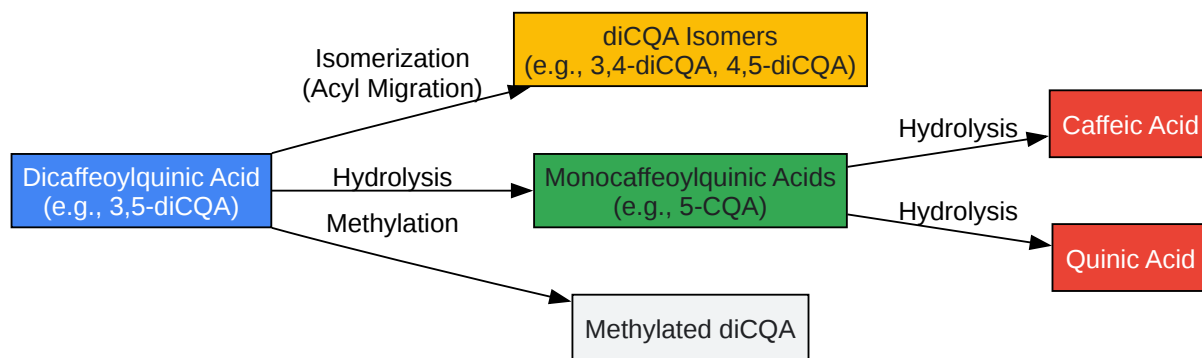 diCQA Isomers
(e.g., 3,4-diCQA, 4,5-diCQA)
Isomerization
(Acyl Migration)
Caffeic Acid
Hydrolysis
Dicaffeoylquinic Acid
(e.g., 3,5-diCQA)
Hydrolysis
Monocaffeoylquinic Acids
(e.g., 5-CQA)
Hydrolysis
Methylation
Quinic Acid
Methylated diCQA